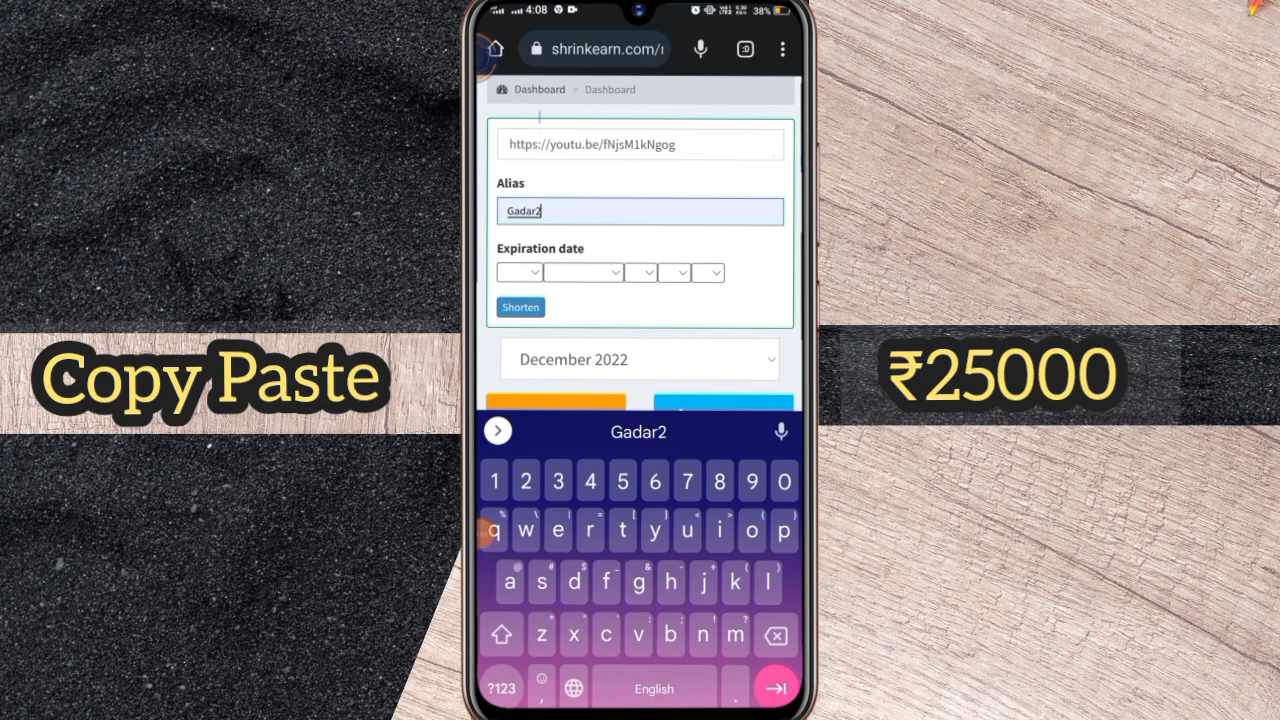 4:08
38%
shrinkearn.com/
Dashboard > Dashboard
https://youtu.be/fNjsM1kNgog
Alias
Gadar2
Expiration date
Shorten
December 2022
Copy Paste
₹25000
Gadar2
1 2 3 4 5 6 7 8 9 0
q w e r t y u i o p
a s d f g h j k l
z x c v b n m
?123 , English .